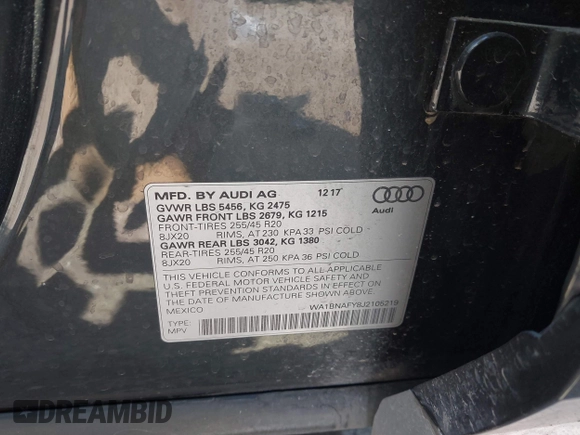 MFD. BY AUDI AG 12 17
GVWR LBS 5456, KG 2475
GAWR FRONT LBS 2679, KG 1215
FRONT-TIRES 255/45 R20
8JX20 RIMS, AT 230 KPA 33 PSI COLD
GAWR REAR LBS 3042, KG 1380
REAR-TIRES 255/45 R20
8JX20 RIMS, AT 250 KPA 36 PSI COLD
THIS VEHICLE CONFORMS TO ALL APPLICABLE
U.S. FEDERAL MOTOR VEHICLE SAFETY AND
THEFT PREVENTION STANDARDS IN EFFECT ON
THE DATE OF MANUFACTURE SHOWN ABOVE.
MEXICO WA1BNAFY8J2105219
TYPE:
MPV
Audi
DREAMBID